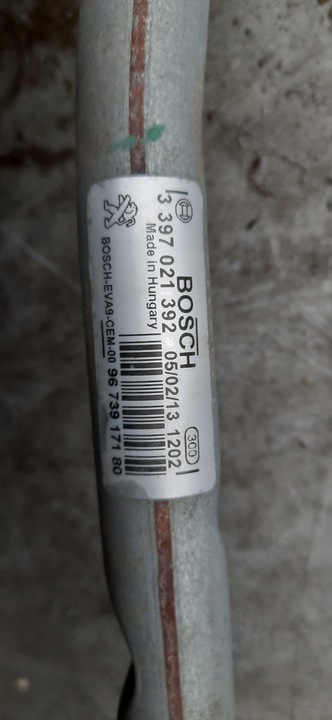 BOSCH
3 397 021 392 05/02/13 1202
300
Made in Hungary
BOSCH-EVA9-CEM-00 96 739 171 80